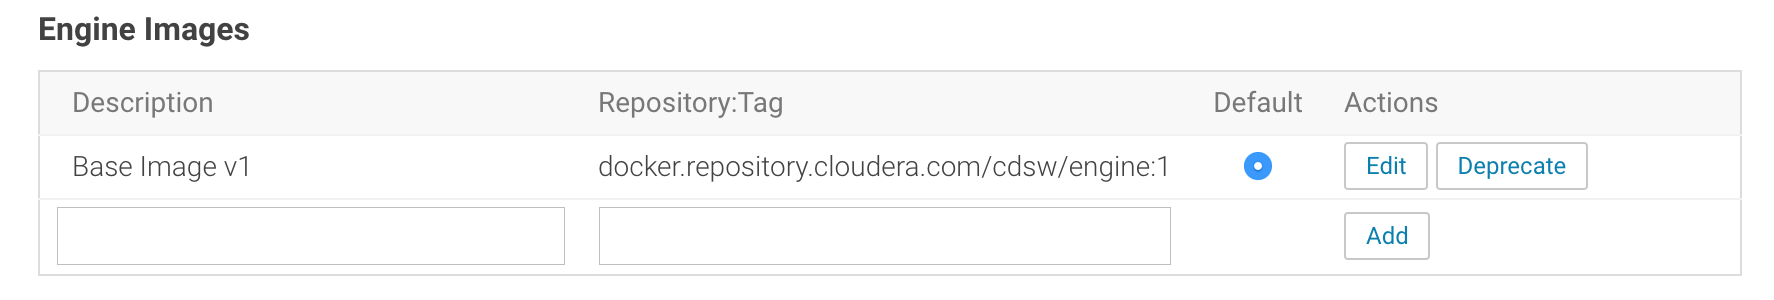 Engine Images
Description Repository:Tag Default Actions
Base Image v1 docker.repository.cloudera.com/cdsw/engine:1 Edit Deprecate
Add